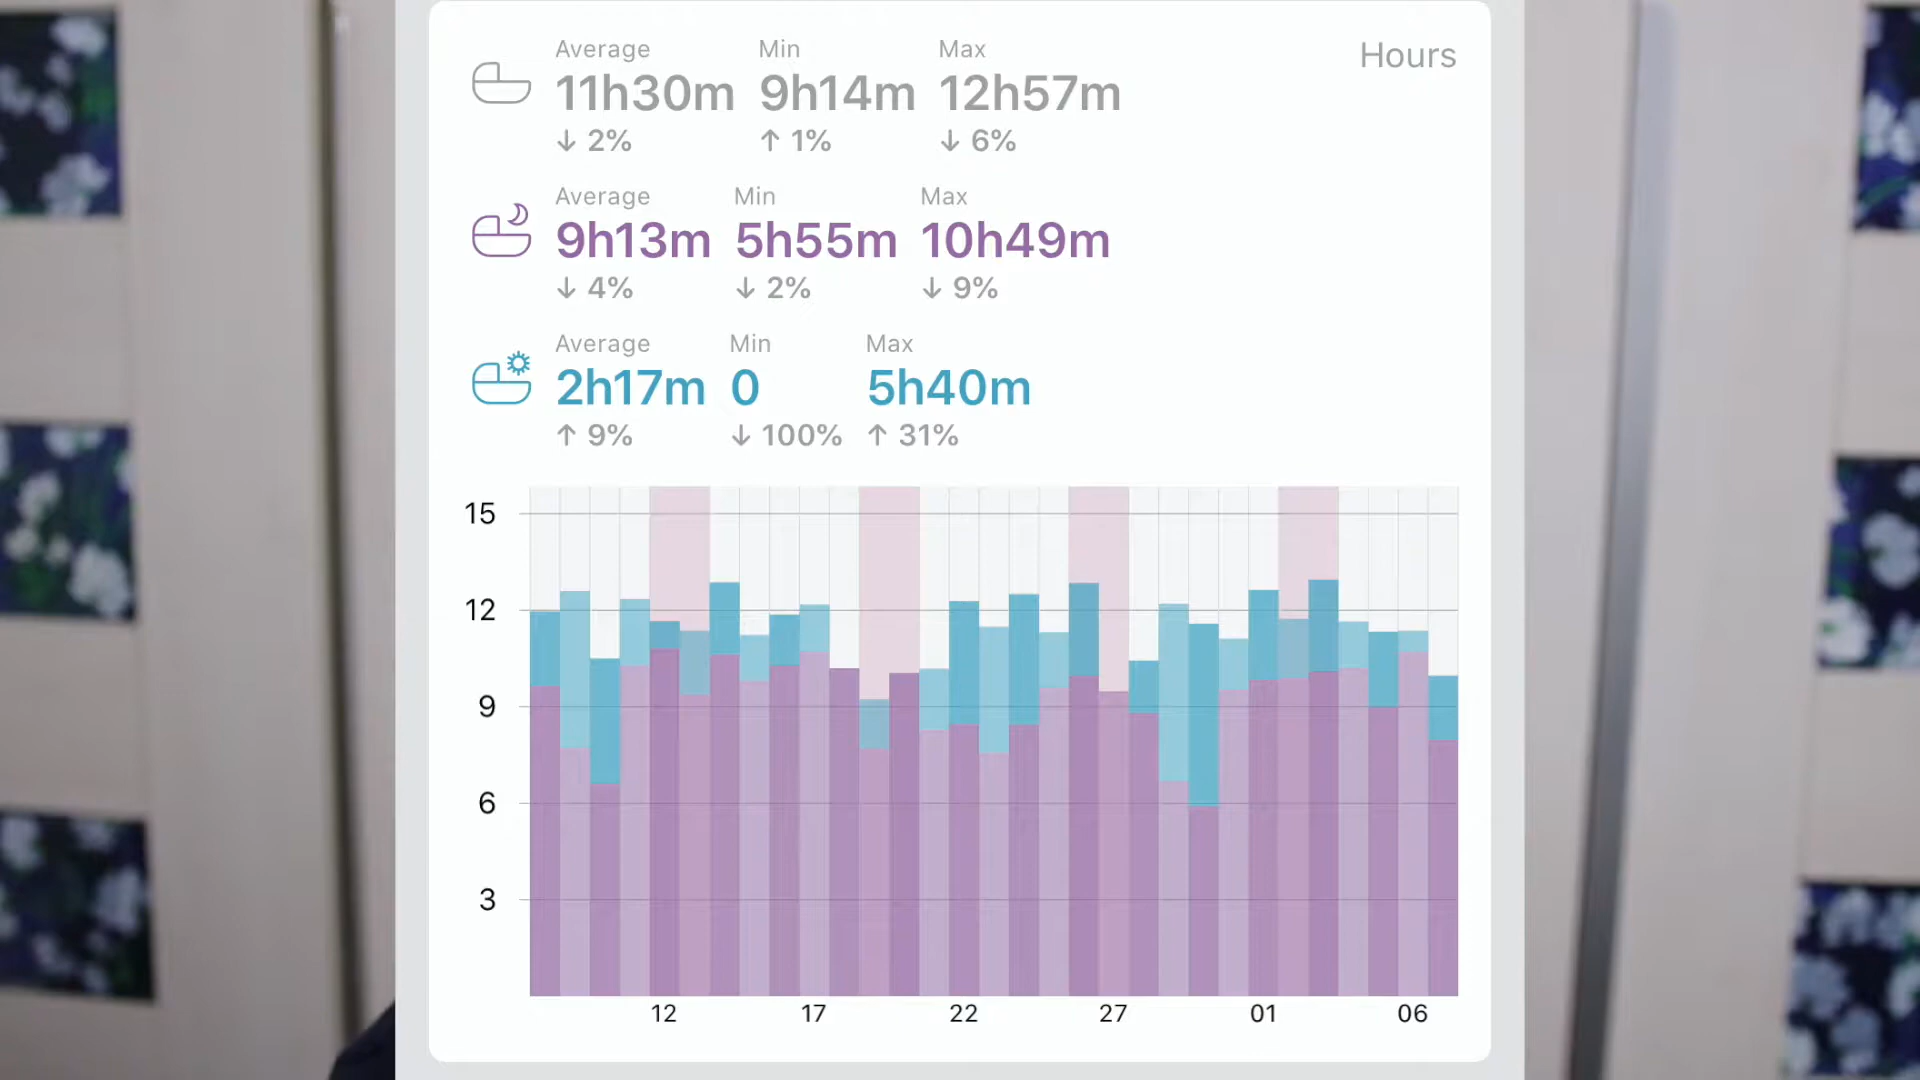 Average Min Max Hours
11h30m 9h14m 12h57m
↓ 2% ↑ 1% ↓ 6%
Average Min Max
9h13m 5h55m 10h49m
↓ 4% ↓ 2% ↓ 9%
Average Min Max
2h17m 0 5h40m
↑ 9% ↓ 100% ↑ 31%
15
12
9
6
3
12 17 22 27 01 06